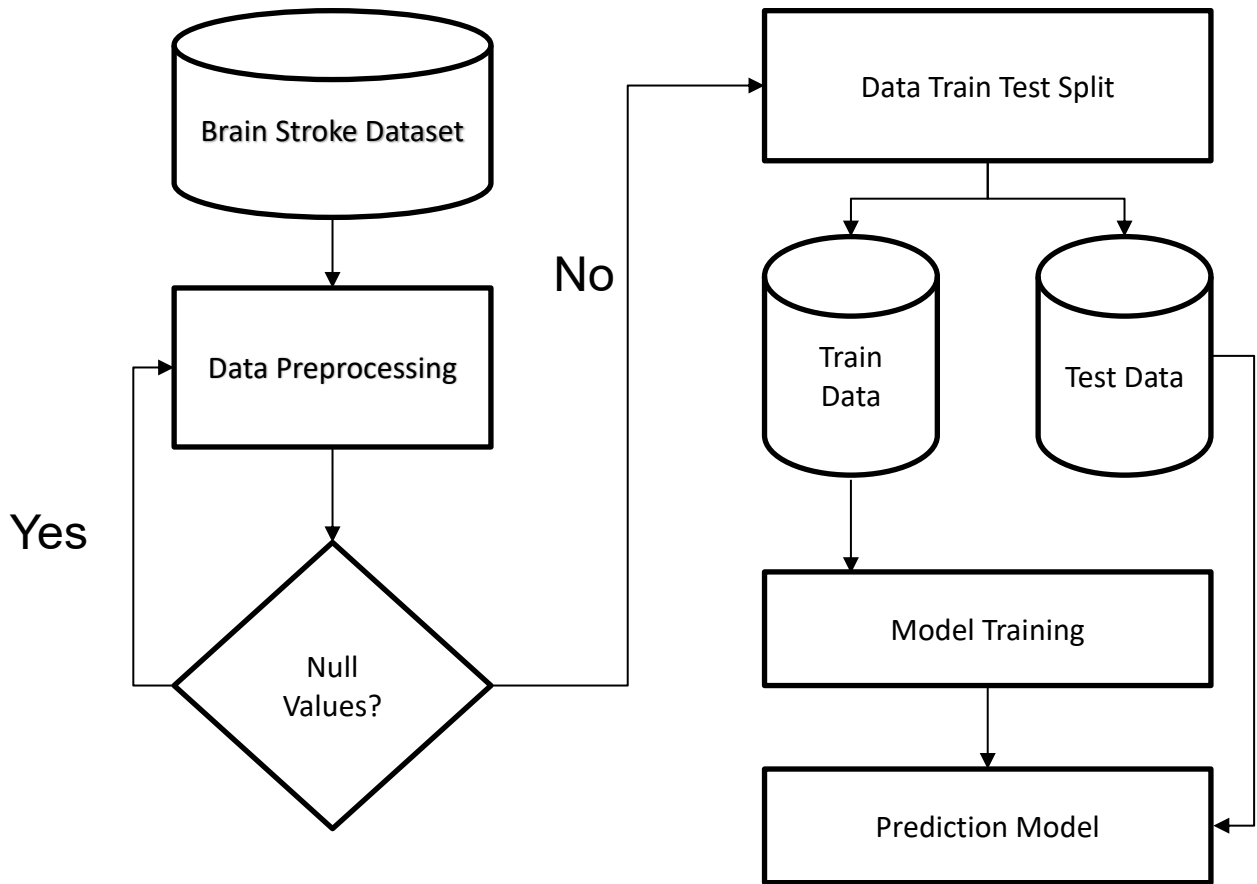 Brain Stroke Dataset
Data Preprocessing
Yes
Null
Values?
No
Data Train Test Split
Train
Data
Test Data
Model Training
Prediction Model